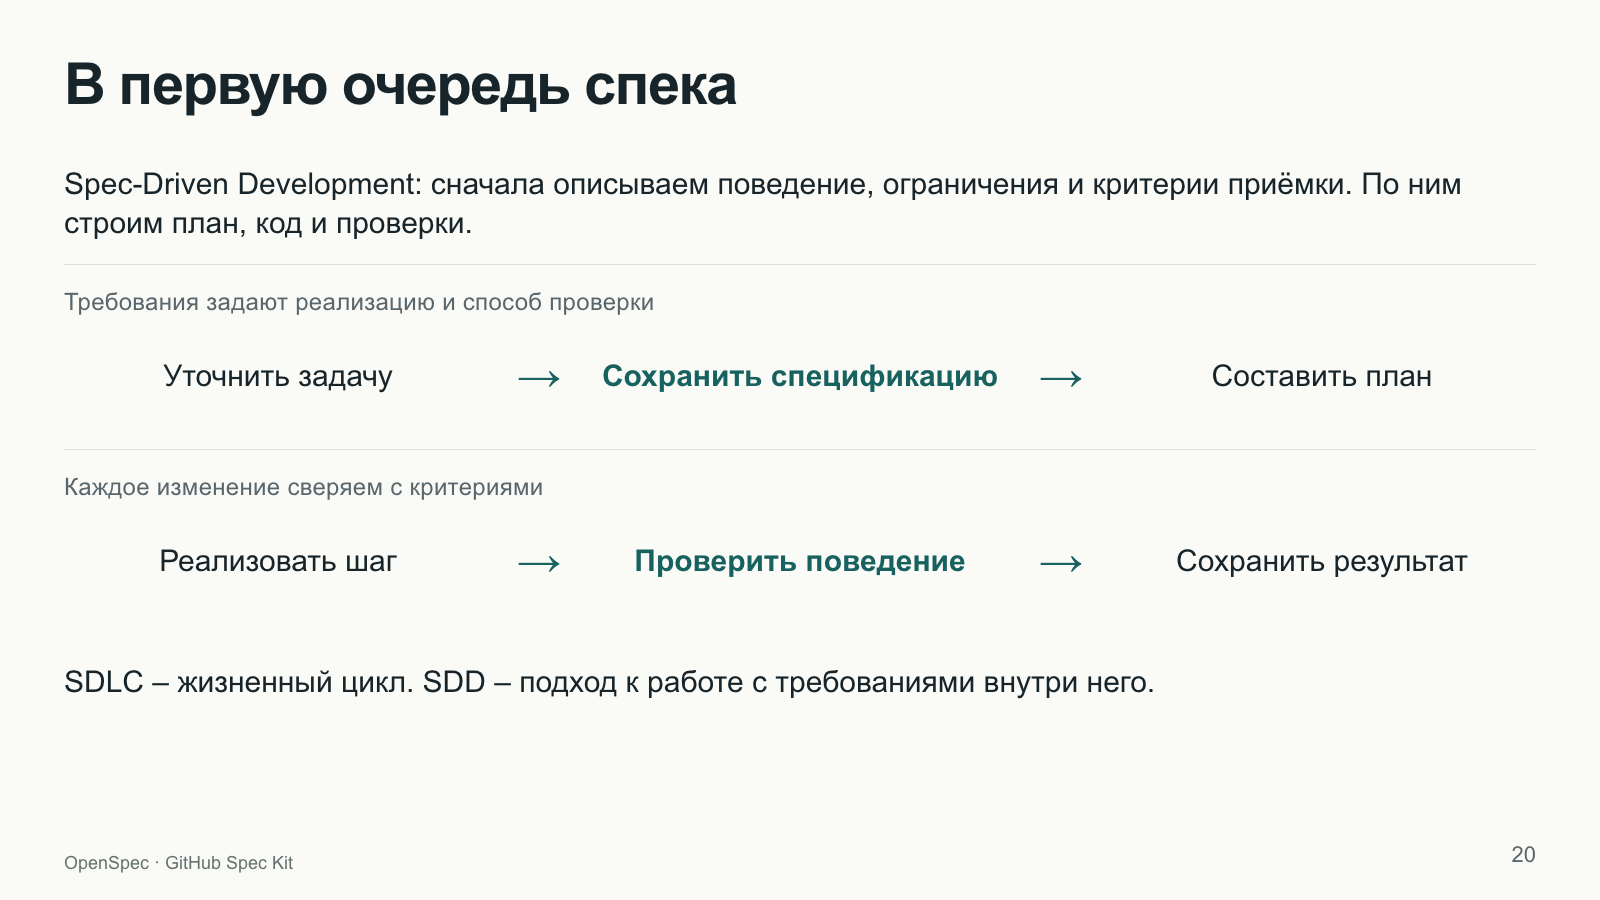 В первую очередь спека
Spec-Driven Development: сначала описываем поведение, ограничения и критерии приёмки. По ним
строим план, код и проверки.
Требования задают реализацию и способ проверки
Уточнить задачу → Сохранить спецификацию → Составить план
Каждое изменение сверяем с критериями
Реализовать шаг → Проверить поведение → Сохранить результат
SDLC – жизненный цикл. SDD – подход к работе с требованиями внутри него.
OpenSpec · GitHub Spec Kit
20